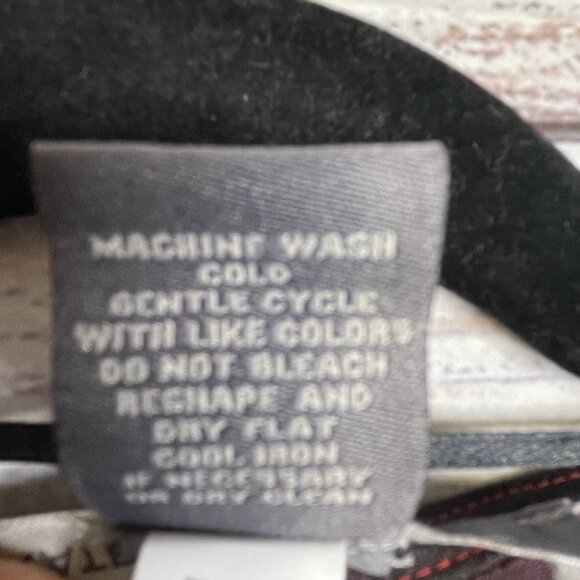 MACHINE WASH
COLD
GENTLE CYCLE
WITH LIKE COLORS
DO NOT BLEACH
RESHAPE AND
DRY FLAT
COOL IRON
IF NECESSARY
OR DRY CLEAN